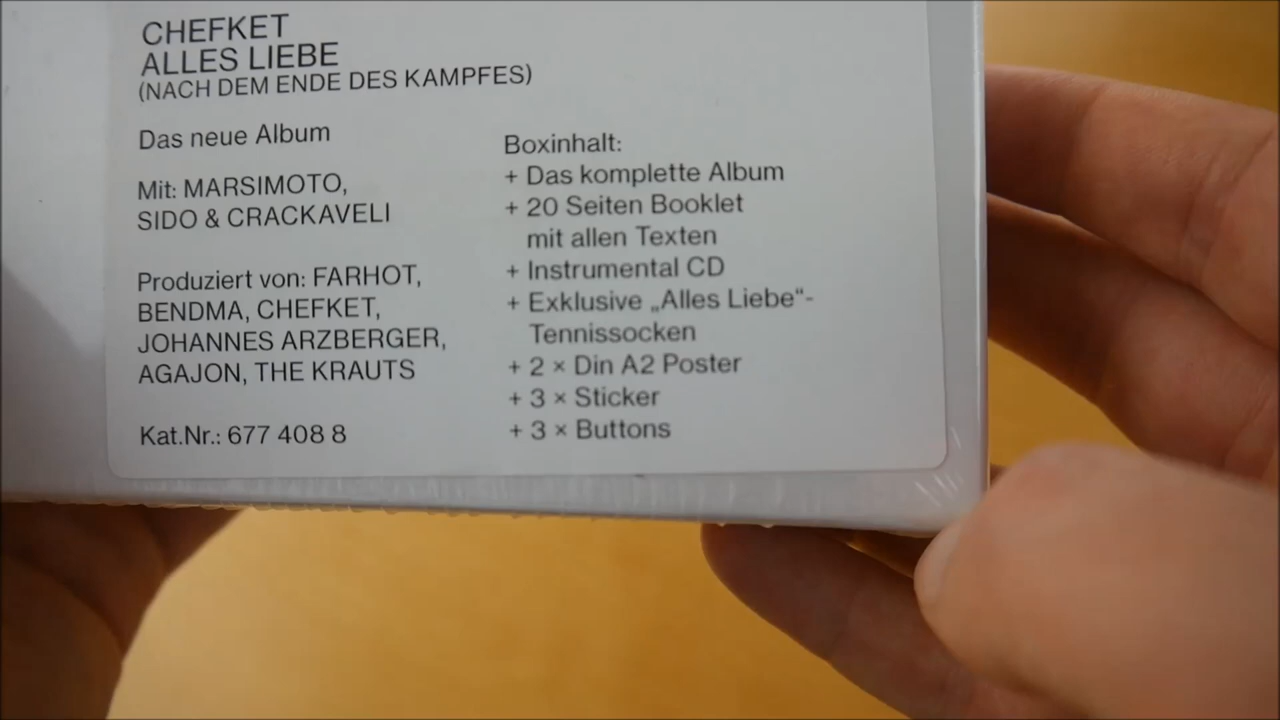 CHEFKET
ALLES LIEBE
(NACH DEM ENDE DES KAMPFES)
Das neue Album
Mit: MARSIMOTO,
SIDO & CRACKAVELI
Produziert von: FARHOT,
BENDMA, CHEFKET,
JOHANNES ARZBERGER,
AGAJON, THE KRAUTS
Kat.Nr.: 677 408 8
Boxinhalt:
+ Das komplette Album
+ 20 Seiten Booklet
mit allen Texten
+ Instrumental CD
+ Exklusive „Alles Liebe“-
Tennissocken
+ 2 × Din A2 Poster
+ 3 × Sticker
+ 3 × Buttons